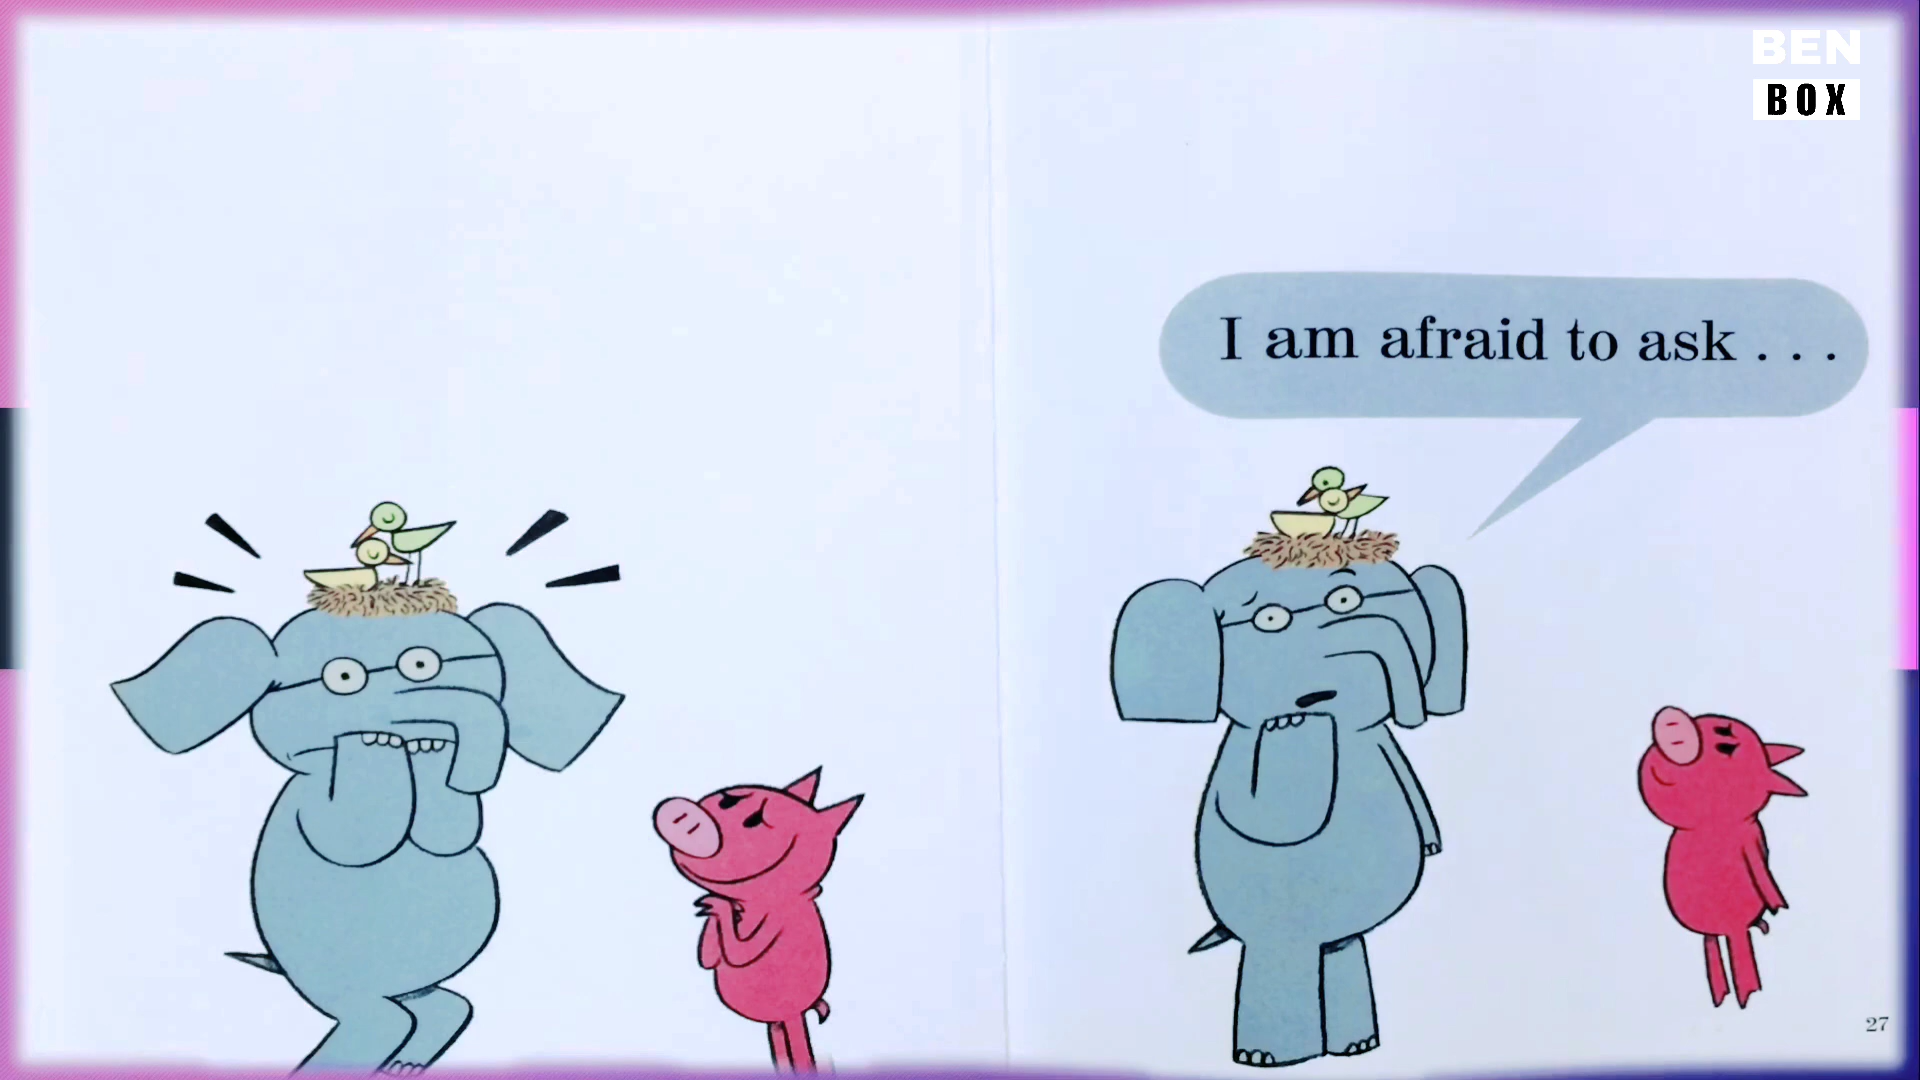 BEN
BOX
I am afraid to ask . . .
27